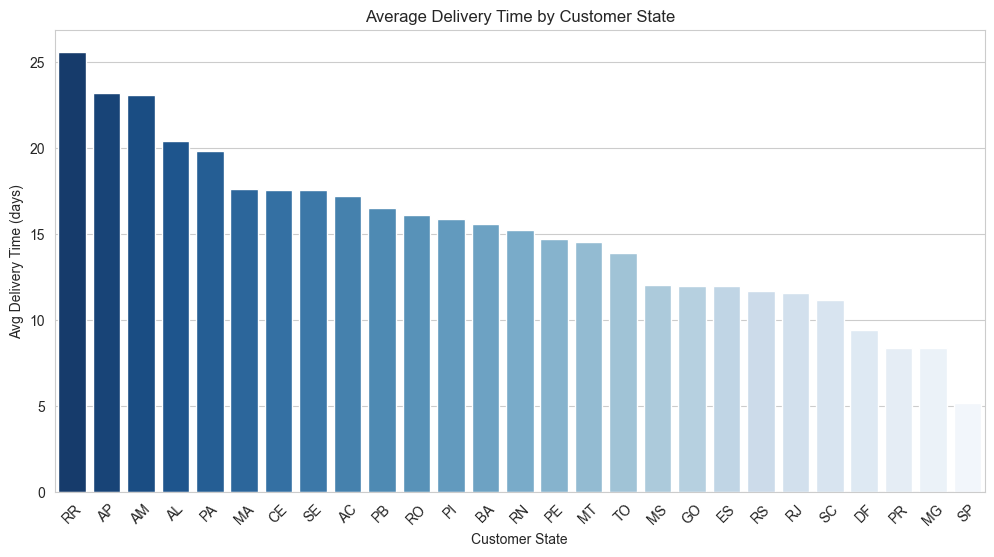 Average Delivery Time by Customer State
Avg Delivery Time (days)
25
20
15
10
5
0
RR AP AM AL PA MA CE SE AC PB RO PI BA RN PE MT TO MS GO ES RS RJ SC DF PR MG SP
Customer State